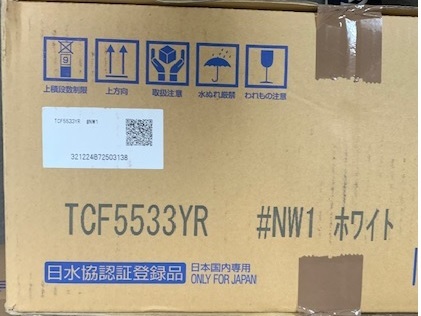 9
上積段数制限 上方向 取扱注意 水ぬれ厳禁 われもの注意
TCF5533YR #NW1
321224B72503138
TCF5533YR #NW1 ホワイト
日水協認証登録品 日本国内専用
ONLY FOR JAPAN